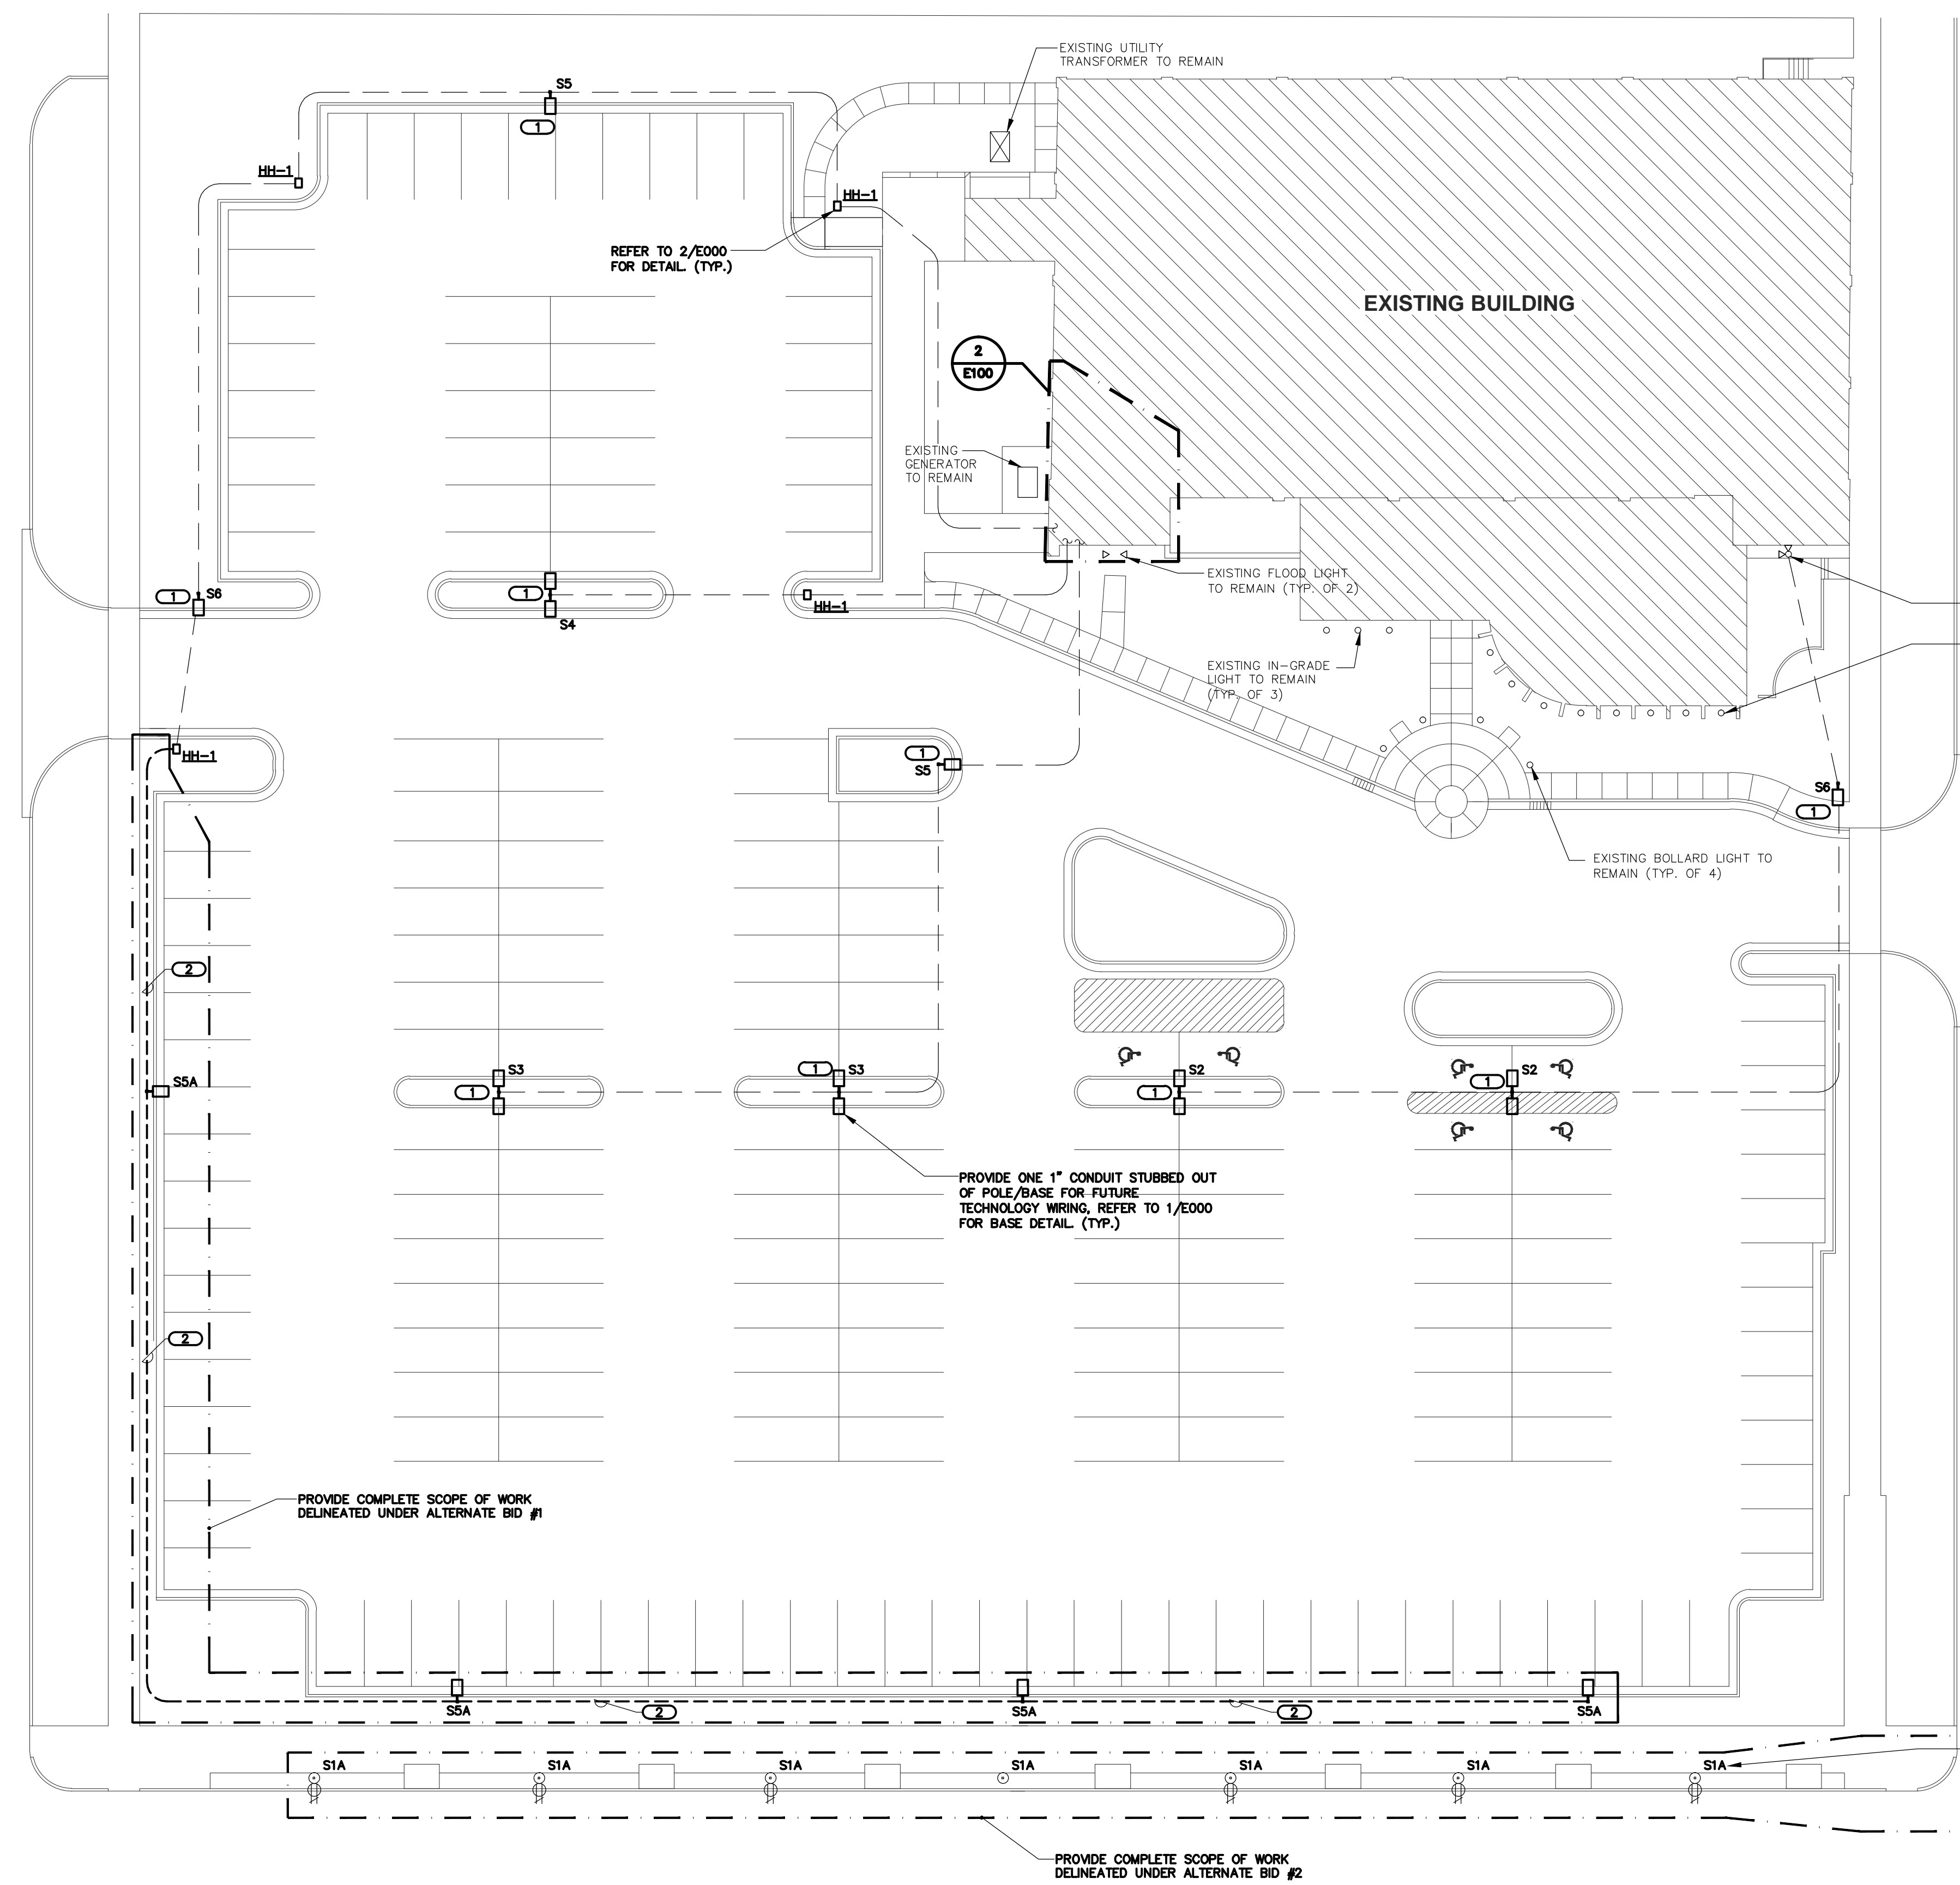 EXISTING UTILITY
TRANSFORMER TO REMAIN
S5
1
HH-1
HH-1
REFER TO 2/E000
FOR DETAIL. (TYP.)
EXISTING BUILDING
2
E100
EXISTING
GENERATOR
TO REMAIN
EXISTING FLOOD LIGHT
TO REMAIN (TYP. OF 2)
1
S6
1
S4
HH-1
EXISTING IN-GRADE
LIGHT TO REMAIN
(TYP. OF 3)
HH-1
1
S5
S6
1
EXISTING BOLLARD LIGHT TO
REMAIN (TYP. OF 4)
2
S5A
S3
1
1
S3
S2
1
S2
1
PROVIDE ONE 1" CONDUIT STUBBED OUT
OF POLE/BASE FOR FUTURE
TECHNOLOGY WIRING, REFER TO 1/E000
FOR BASE DETAIL. (TYP.)
2
PROVIDE COMPLETE SCOPE OF WORK
DELINEATED UNDER ALTERNATE BID #1
S5A
2
S5A
2
S5A
S1A
S1A
S1A
S1A
S1A
S1A
S1A
PROVIDE COMPLETE SCOPE OF WORK
DELINEATED UNDER ALTERNATE BID #2